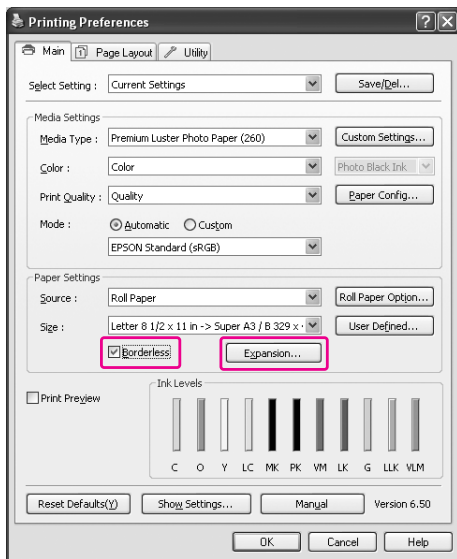 Printing Preferences
Main Page Layout Utility
Select Setting : Current Settings Save/Del...
Media Settings
Media Type : Premium Luster Photo Paper (260) Custom Settings...
Color : Color Photo Black Ink
Print Quality : Quality Paper Config...
Mode : Automatic Custom
EPSON Standard (sRGB)
Paper Settings
Source : Roll Paper Roll Paper Option...
Size : Letter 8 1/2 x 11 in -> Super A3 / B 329 x User Defined...
Borderless Expansion...
Print Preview Ink Levels
C O Y LC MK PK VM LK G LLK VLM
Reset Defaults(Y) Show Settings... Manual Version 6.50
OK Cancel Help